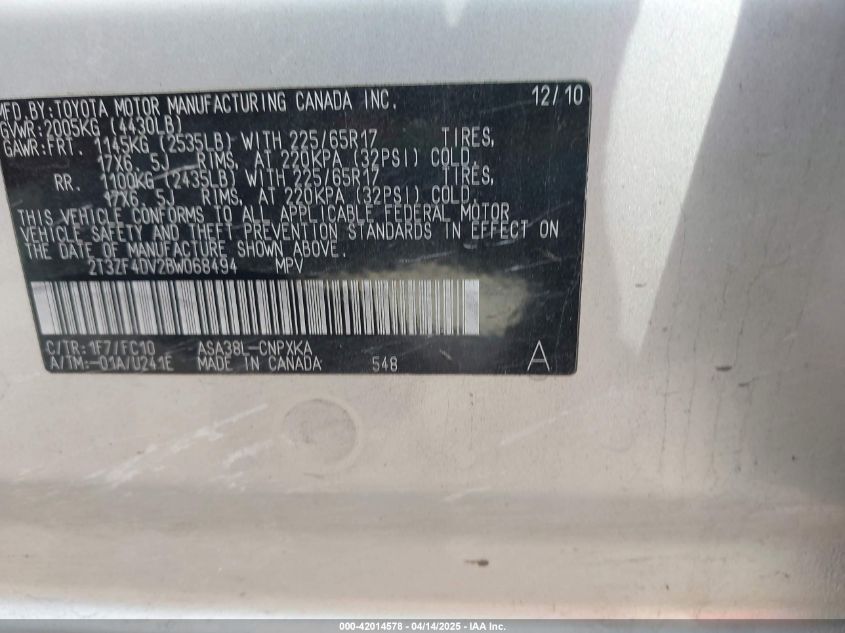 MFD. BY: TOYOTA MOTOR MANUFACTURING CANADA INC. 12/10
GVWR: 2005KG (4430LB)
GAWR: FRT. 1145KG (2535LB) WITH 225/65R17 TIRES,
17X6.5J RIMS, AT 220KPA (32PSI) COLD.
RR. 1100KG (2435LB) WITH 225/65R17 TIRES,
17X6.5J RIMS, AT 220KPA (32PSI) COLD.
THIS VEHICLE CONFORMS TO ALL APPLICABLE FEDERAL MOTOR
VEHICLE SAFETY AND THEFT PREVENTION STANDARDS IN EFFECT ON
THE DATE OF MANUFACTURE SHOWN ABOVE.
2T3ZF4DV2BW068494 MPV
C/TR: 1F7/FC10 ASA38L-CNPXKA
A/TM: -01A/U241E MADE IN CANADA 548 A
000-42014578 - 04/14/2025 - IAA Inc.